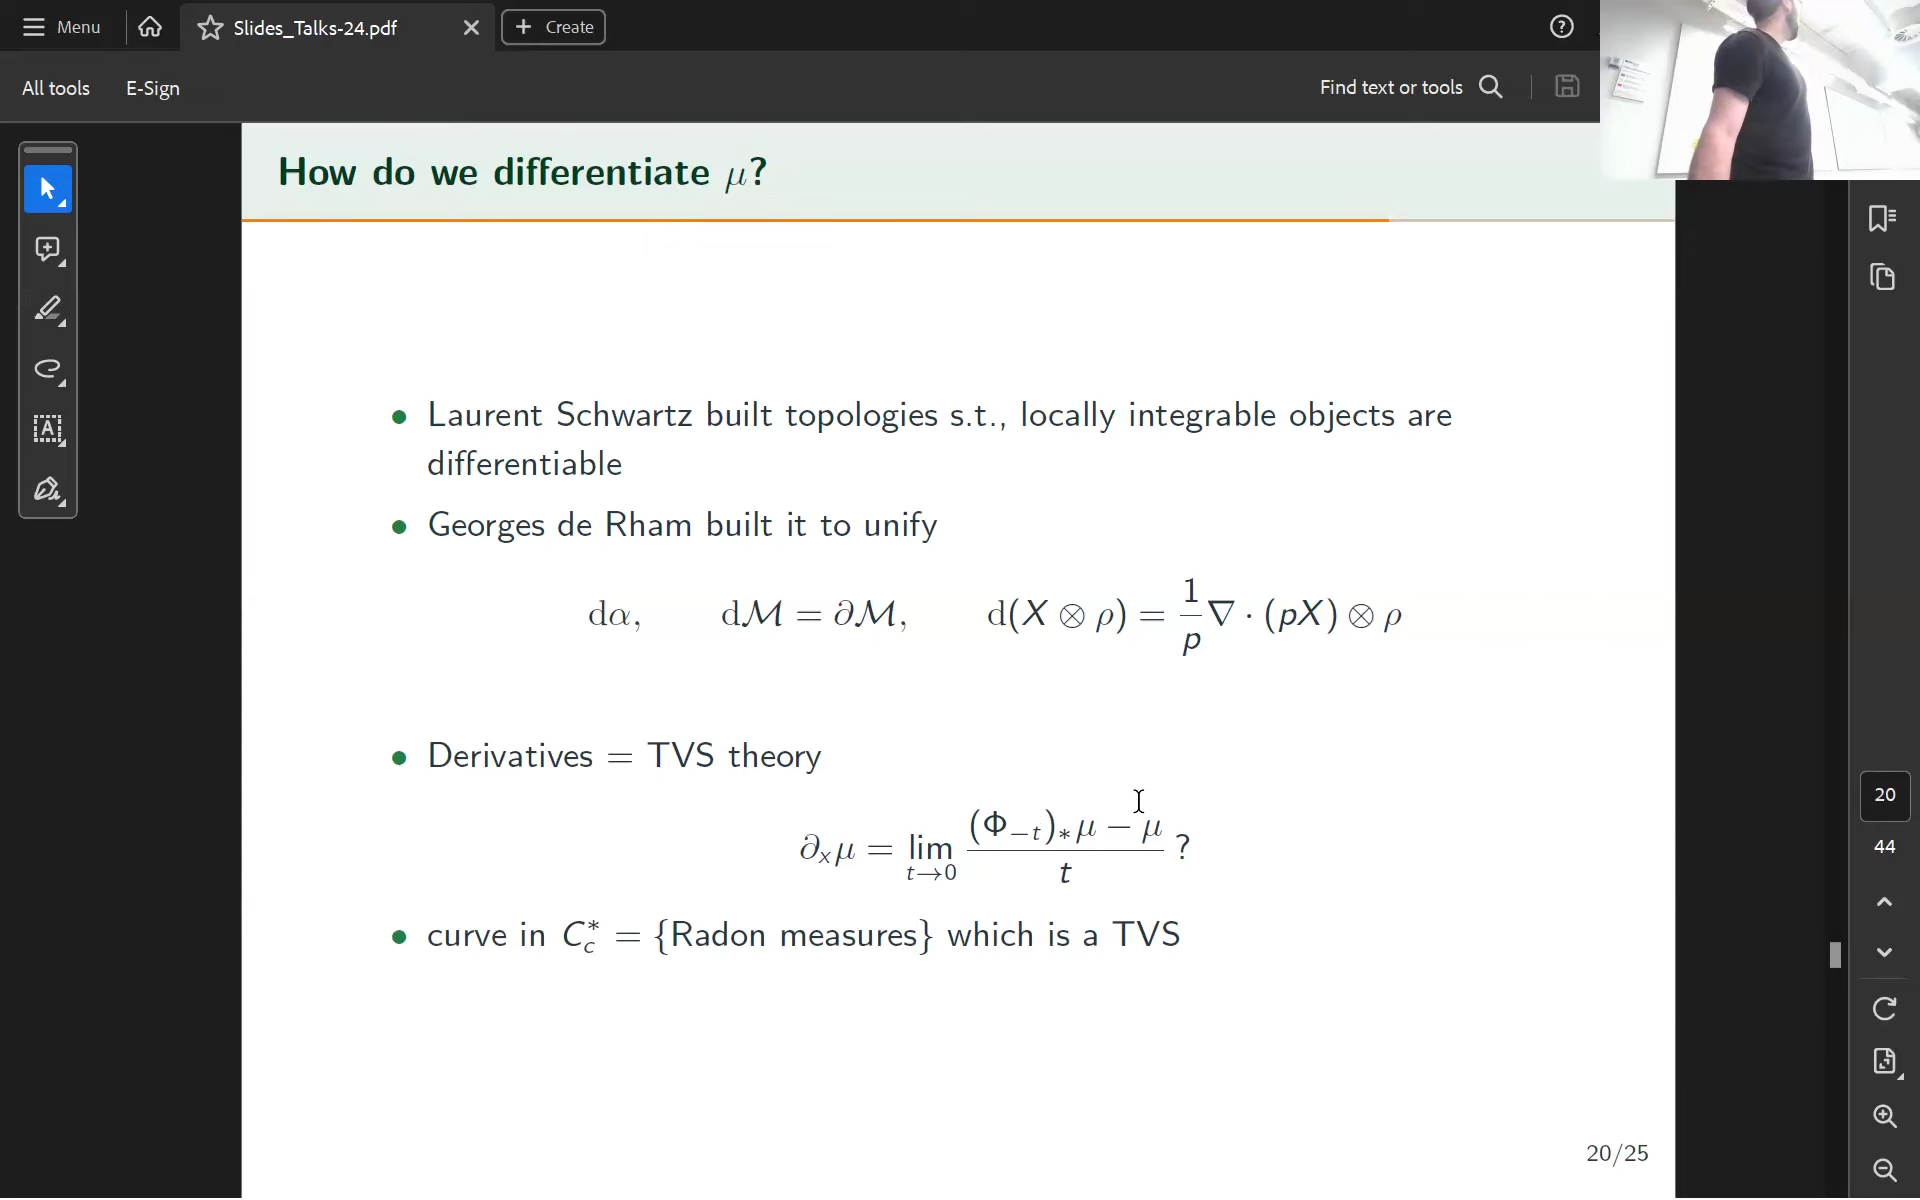 Menu
Slides_Talks-24.pdf
Create
All tools
E-Sign
Find text or tools
How do we differentiate μ?
• Laurent Schwartz built topologies s.t., locally integrable objects are
differentiable
• Georges de Rham built it to unify
dα, dℳ = ∂ℳ, d(X ⊗ ρ) = 1/p ∇ · (pX) ⊗ ρ
• Derivatives = TVS theory
∂ₓμ = lim_{t→0} ((Φ₋ₜ)_*μ − μ)/t ?
• curve in C_c^* = {Radon measures} which is a TVS
20/25
20
44